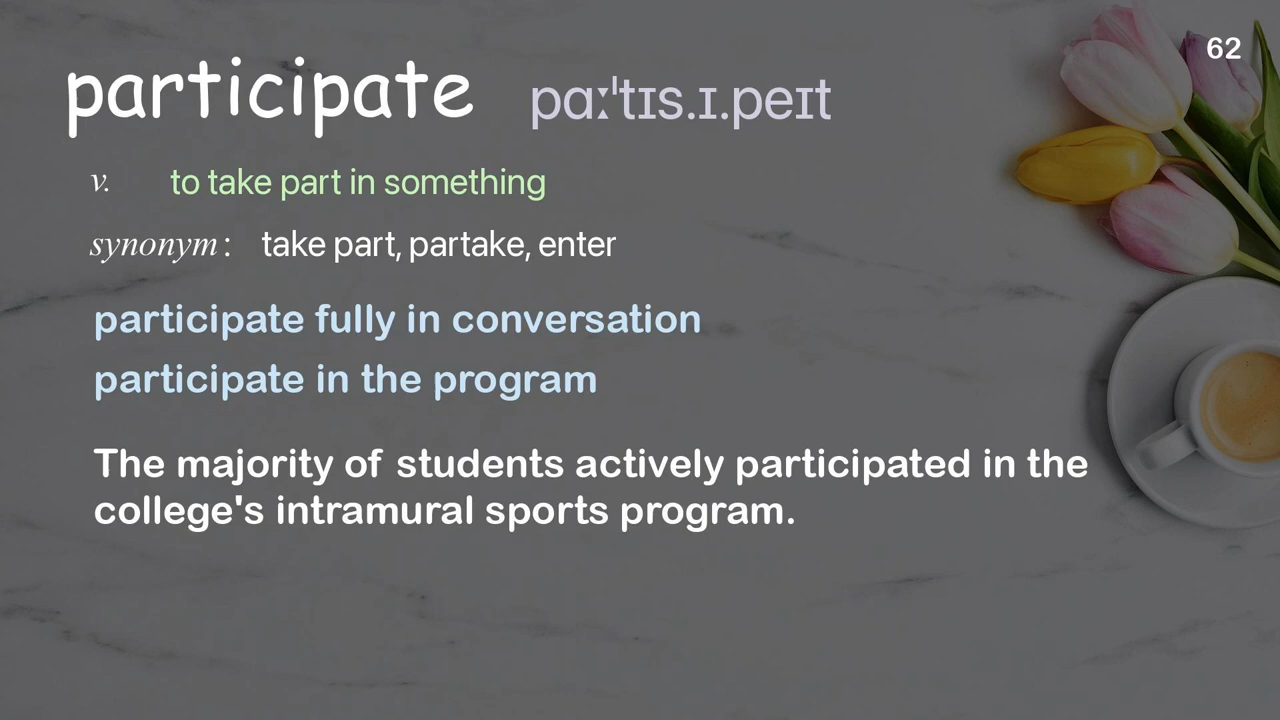 62
participate pɑːˈtɪs.ɪ.peɪt
v. to take part in something
synonym: take part, partake, enter
participate fully in conversation
participate in the program
The majority of students actively participated in the
college's intramural sports program.